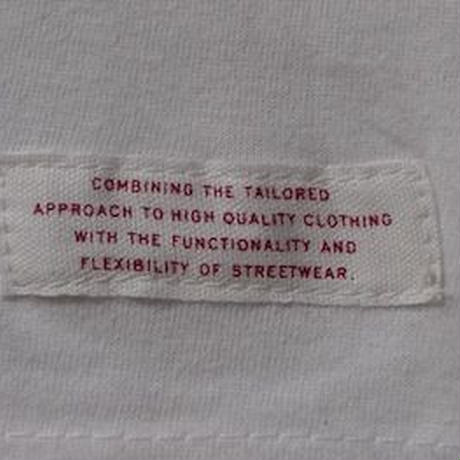 COMBINING THE TAILORED
APPROACH TO HIGH QUALITY CLOTHING
WITH THE FUNCTIONALITY AND
FLEXIBILITY OF STREETWEAR.